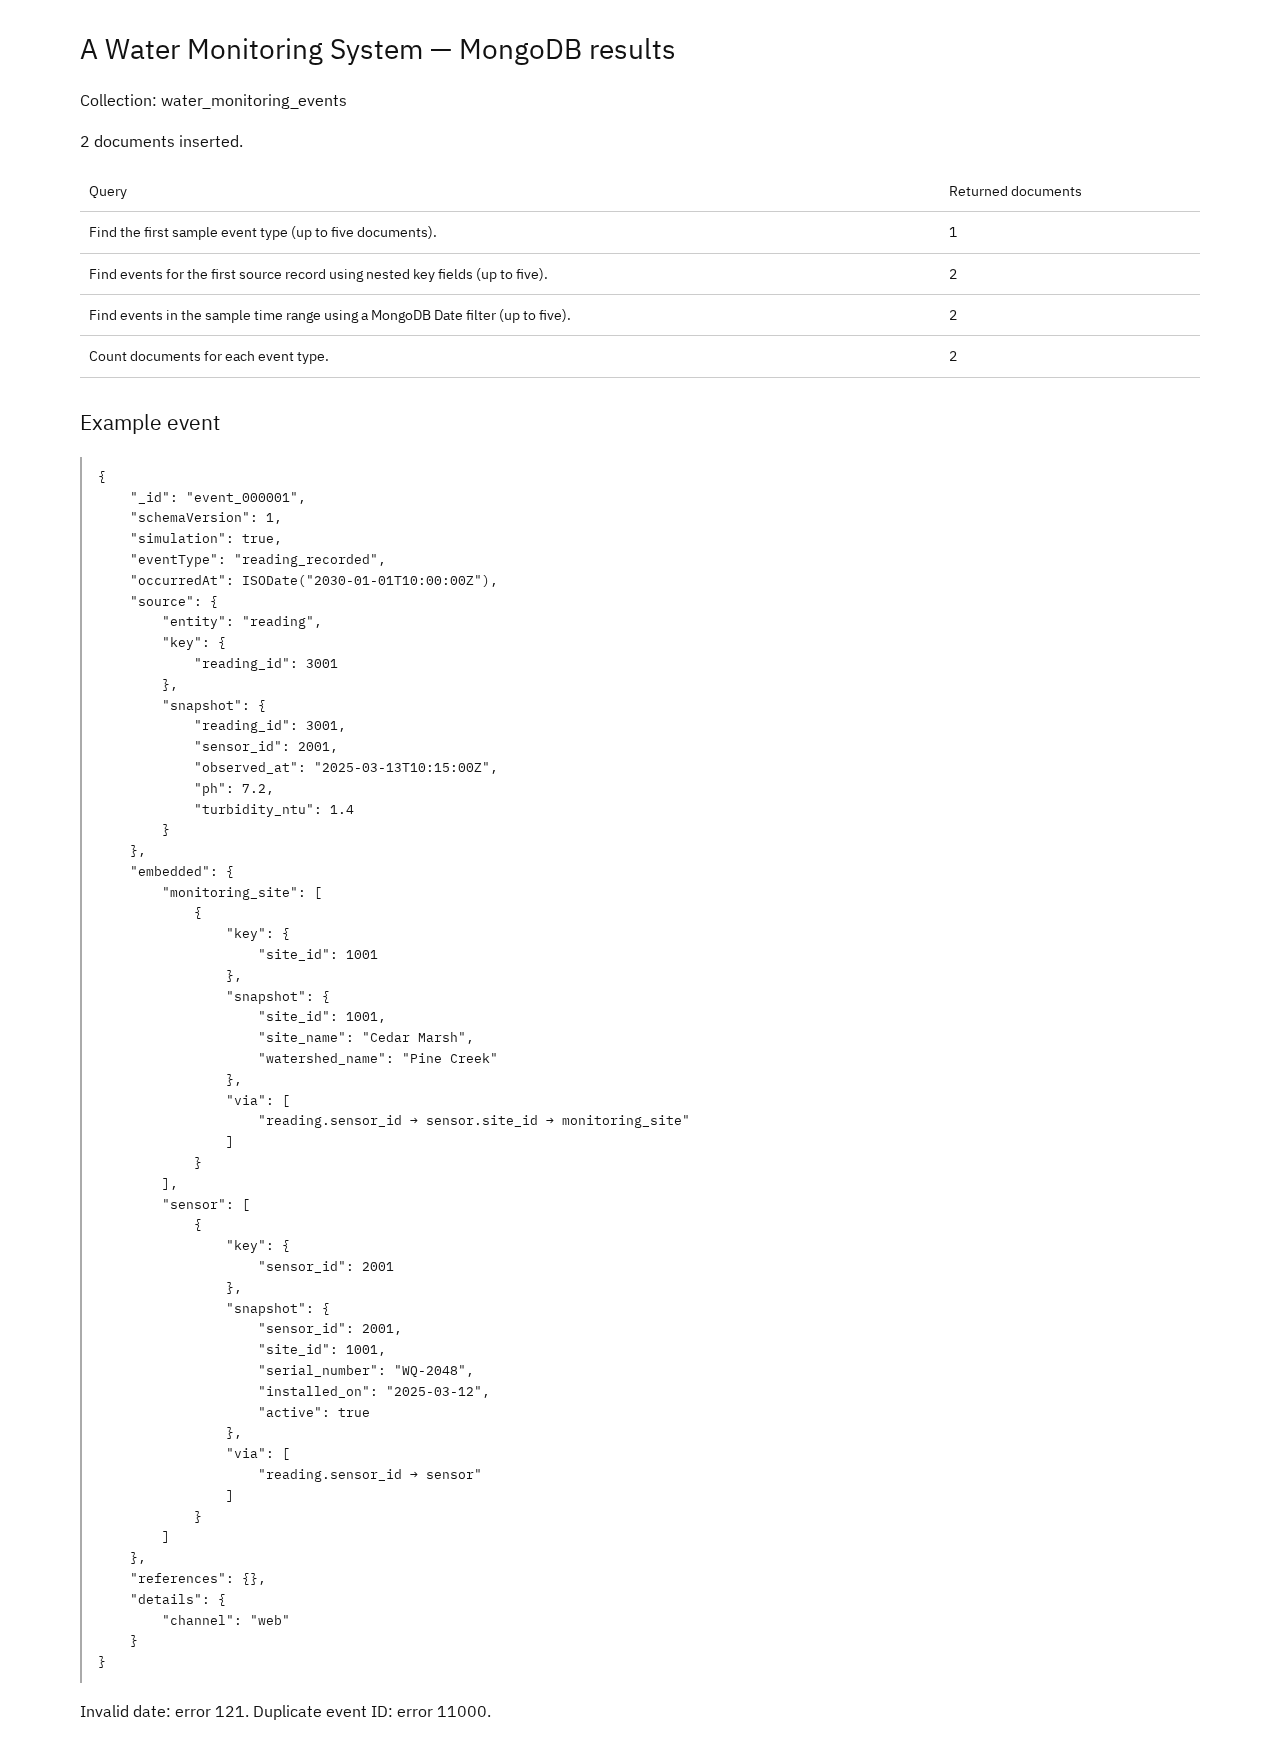 A Water Monitoring System — MongoDB results
Collection: water_monitoring_events
2 documents inserted.
Query Returned documents
Find the first sample event type (up to five documents). 1
Find events for the first source record using nested key fields (up to five). 2
Find events in the sample time range using a MongoDB Date filter (up to five). 2
Count documents for each event type. 2
Example event
{
    "_id": "event_000001",
    "schemaVersion": 1,
    "simulation": true,
    "eventType": "reading_recorded",
    "occurredAt": ISODate("2030-01-01T10:00:00Z"),
    "source": {
        "entity": "reading",
        "key": {
            "reading_id": 3001
        },
        "snapshot": {
            "reading_id": 3001,
            "sensor_id": 2001,
            "observed_at": "2025-03-13T10:15:00Z",
            "ph": 7.2,
            "turbidity_ntu": 1.4
        }
    },
    "embedded": {
        "monitoring_site": [
            {
                "key": {
                    "site_id": 1001
                },
                "snapshot": {
                    "site_id": 1001,
                    "site_name": "Cedar Marsh",
                    "watershed_name": "Pine Creek"
                },
                "via": [
                    "reading.sensor_id → sensor.site_id → monitoring_site"
                ]
            }
        ],
        "sensor": [
            {
                "key": {
                    "sensor_id": 2001
                },
                "snapshot": {
                    "sensor_id": 2001,
                    "site_id": 1001,
                    "serial_number": "WQ-2048",
                    "installed_on": "2025-03-12",
                    "active": true
                },
                "via": [
                    "reading.sensor_id → sensor"
                ]
            }
        ]
    },
    "references": {},
    "details": {
        "channel": "web"
    }
}
Invalid date: error 121. Duplicate event ID: error 11000.